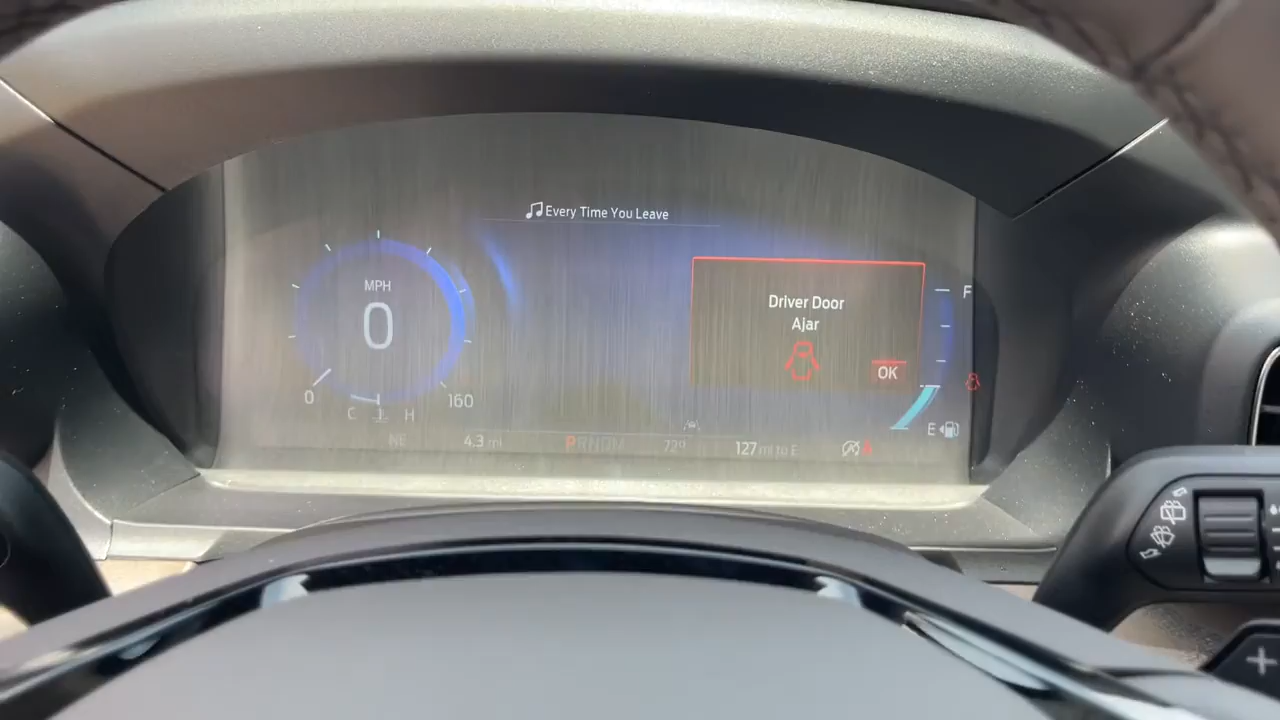 Every Time You Leave
MPH
0
0
160
C
H
Driver Door
Ajar
OK
F
E
NE
4.3 mi
PRNDM
72°
127 mi to E